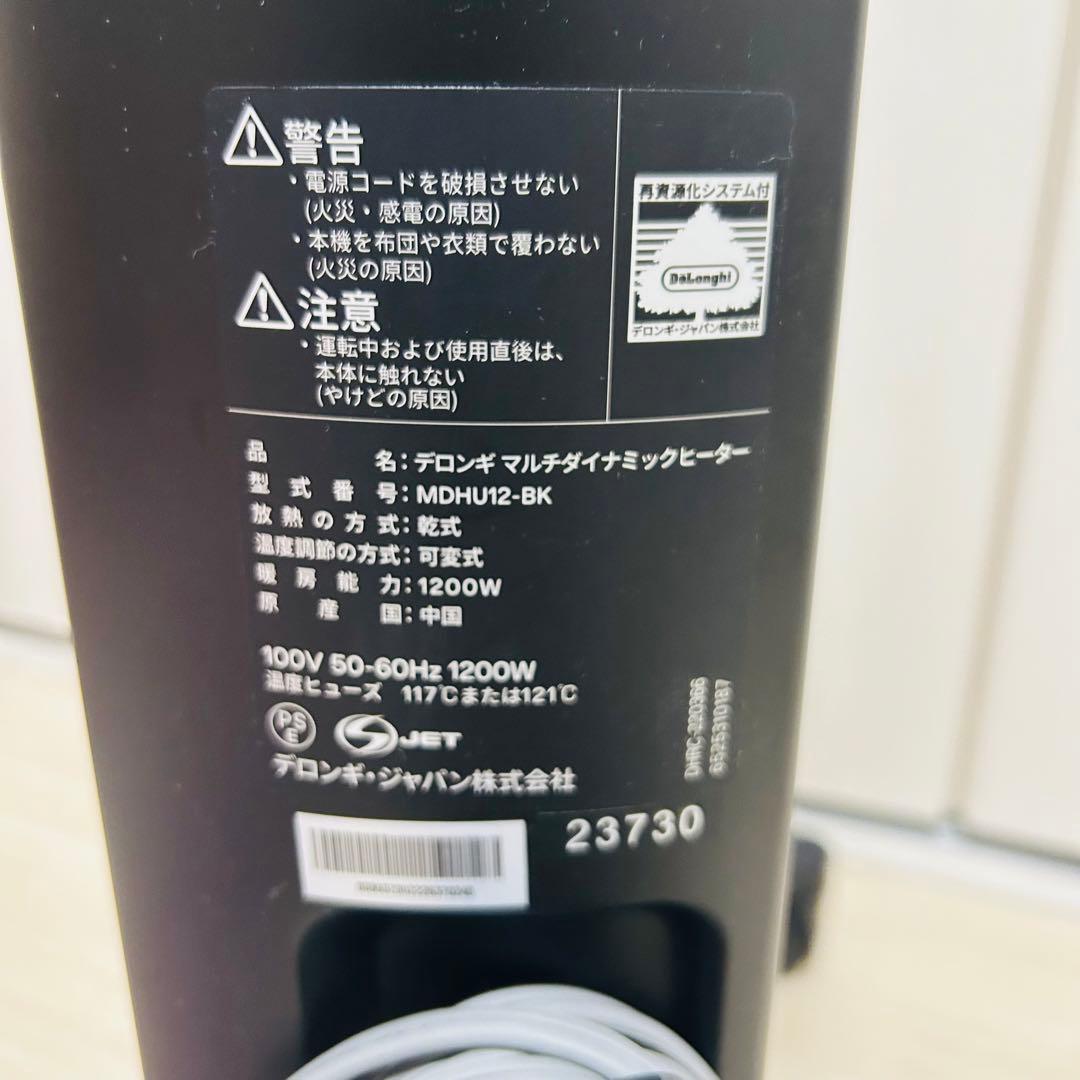 警告
・電源コードを破損させない
(火災・感電の原因)
・本機を布団や衣類で覆わない
(火災の原因)
注意
・運転中および使用直後は、
本体に触れない
(やけどの原因)
再資源化システム付
DeLonghi
デロンギ・ジャパン株式会社
品名：デロンギ マルチダイナミックヒーター
型式番号：MDHU12-BK
放熱の方式：乾式
温度調節の方式：可変式
暖房能力：1200W
原産国：中国
100V 50-60Hz 1200W
温度ヒューズ 117℃または121℃
PSE
JET
デロンギ・ジャパン株式会社
DHRC-220366
6525310187
23730